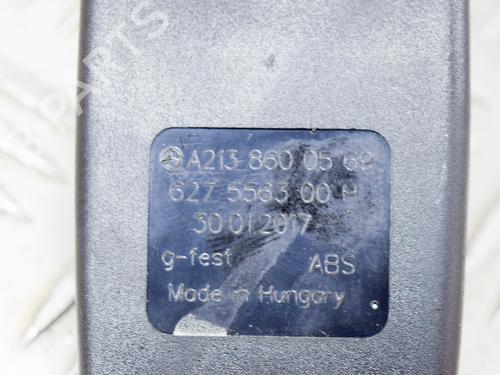 A213 860 05 69
627 5563 00 H
30.01.2017
g-fest ABS
Made in Hungary